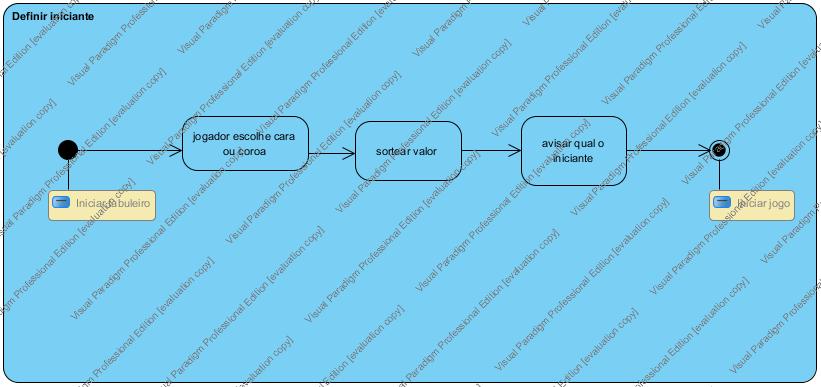 Definir iniciante
jogador escolhe cara
ou coroa
sortear valor
avisar qual o
iniciante
Iniciar tabuleiro
Iniciar jogo
Visual Paradigm Professional Edition [evaluation copy]